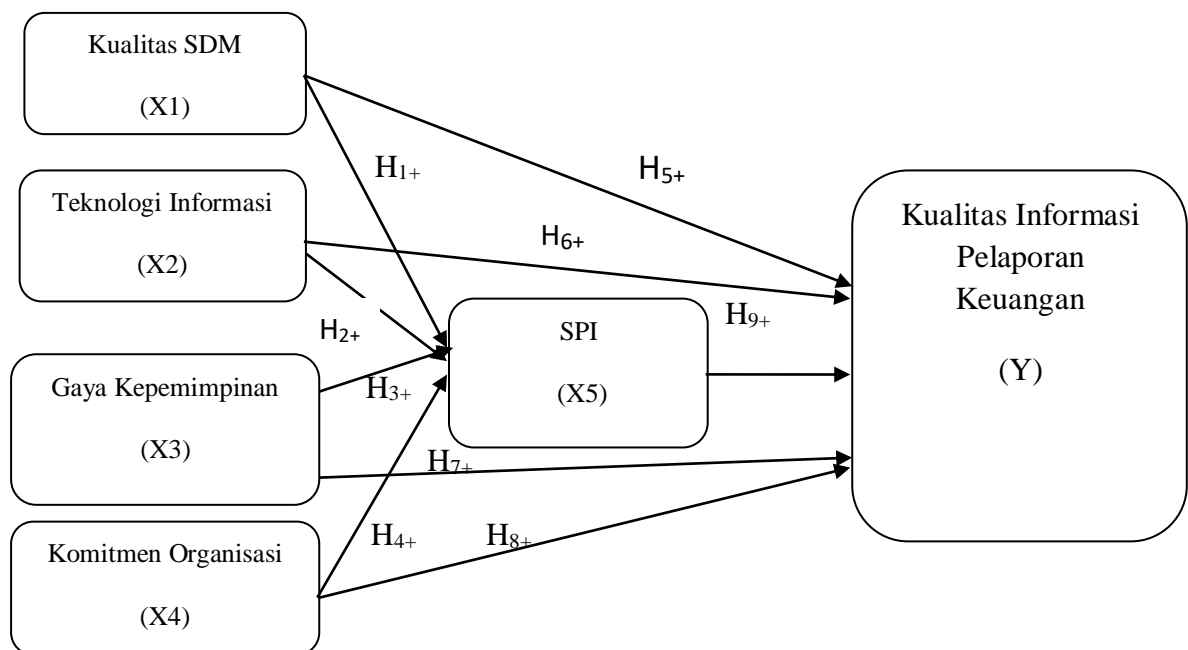 Kualitas SDM
(X1)
H1+
H5+
Teknologi Informasi
(X2)
H6+
H2+
SPI
(X5)
H9+
Kualitas Informasi
Pelaporan
Keuangan
(Y)
Gaya Kepemimpinan
(X3)
H3+
H7+
Komitmen Organisasi
(X4)
H4+
H8+